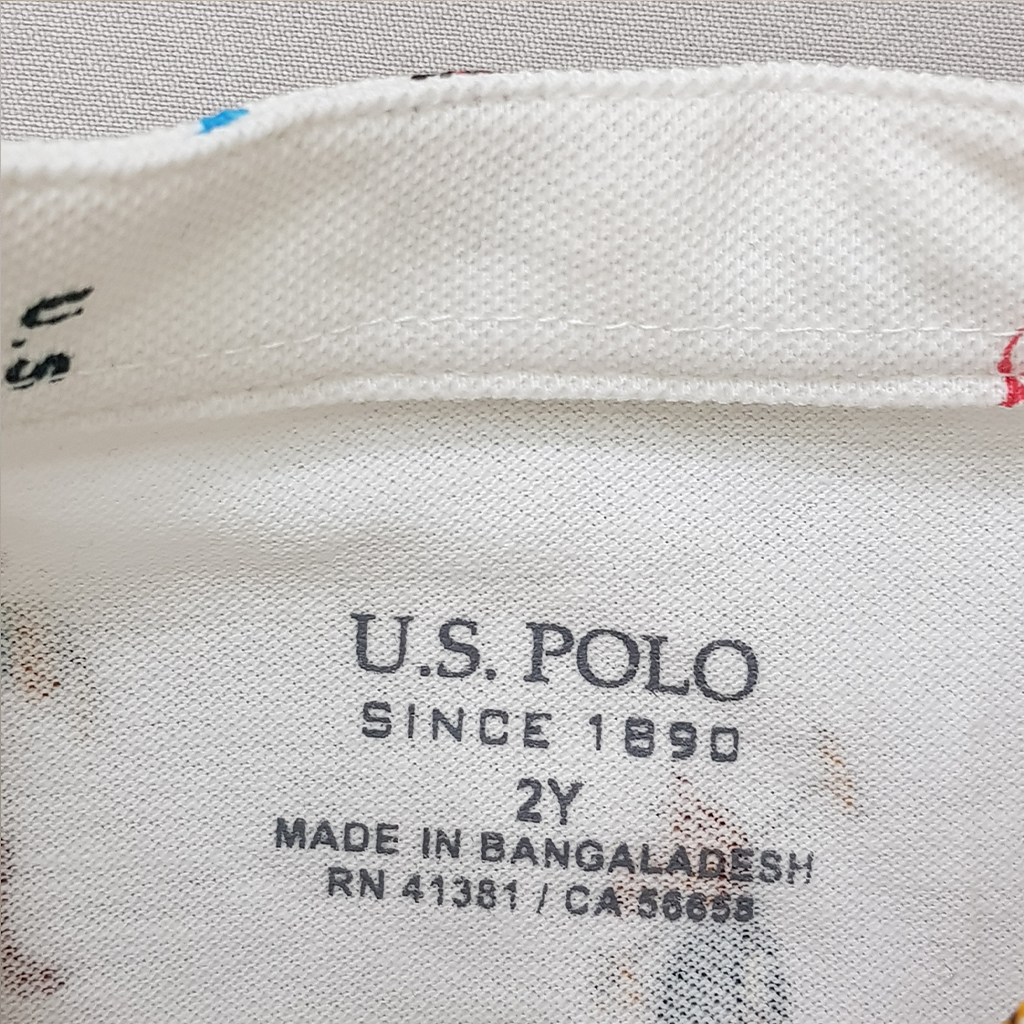 U.S
U.S. POLO
SINCE 1890
2Y
MADE IN BANGALADESH
RN 41381 / CA 56658